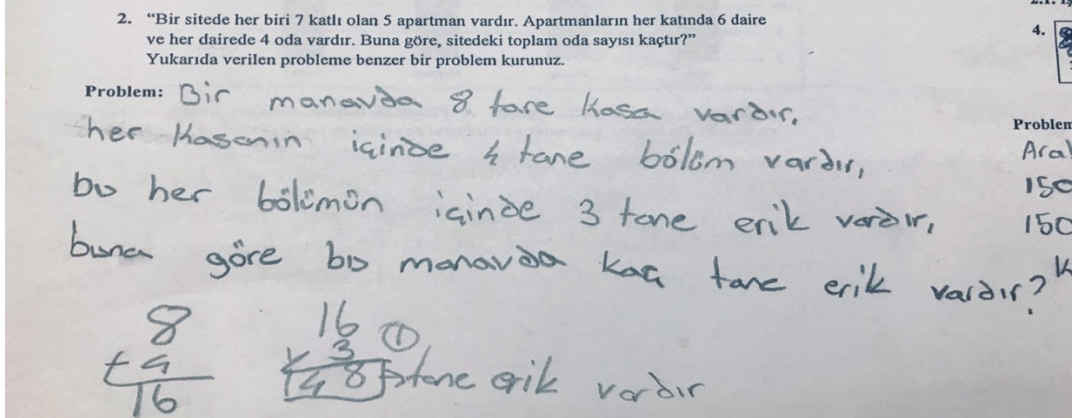 2. “Bir sitede her biri 7 katlı olan 5 apartman vardır. Apartmanların her katında 6 daire
ve her dairede 4 oda vardır. Buna göre, sitedeki toplam oda sayısı kaçtır?”
Yukarıda verilen probleme benzer bir problem kurunuz.
4.
Problem: Bir manavda 8 tane kasa vardır,
her kasanın içinde 4 tane bölüm vardır,
bu her bölümün içinde 3 tane erik vardır,
buna göre bu manavda kaç tane erik vardır?
8
+ 4
16
16
x 3
48 tane erik vardır
Problem
150
150